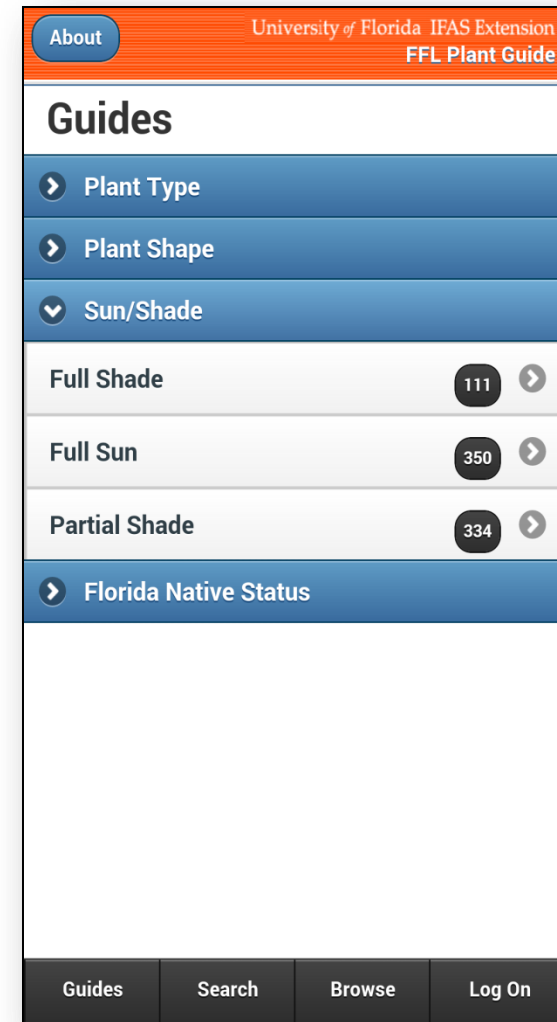 About
University of Florida IFAS Extension
FFL Plant Guide
Guides
Plant Type
Plant Shape
Sun/Shade
Full Shade 111
Full Sun 350
Partial Shade 334
Florida Native Status
Guides Search Browse Log On